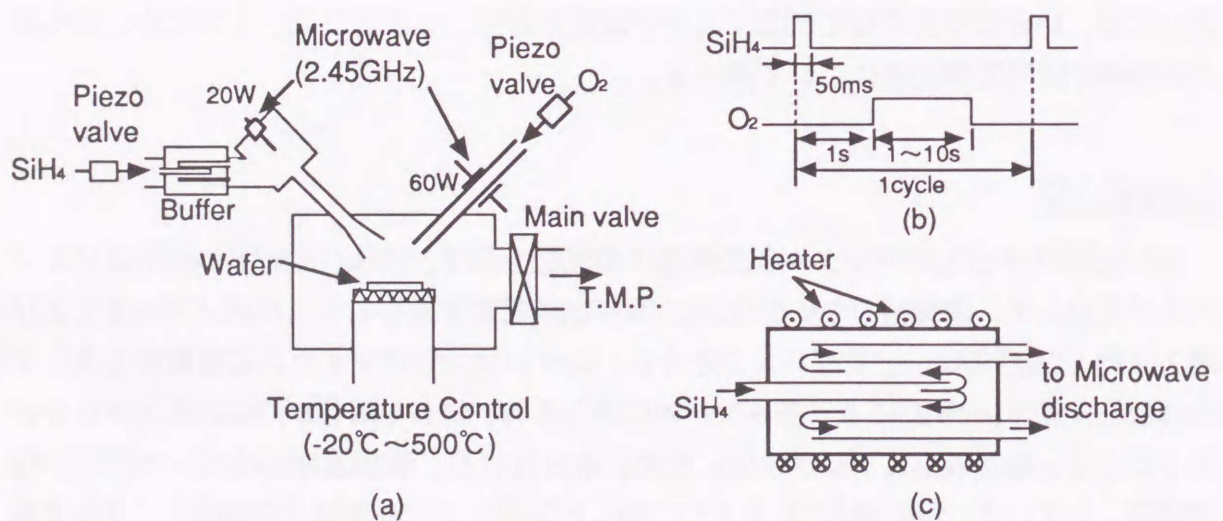 Microwave
(2.45GHz)
Piezo
valve
O₂
20W
Piezo
valve
SiH₄
60W
Buffer
Main valve
Wafer
T.M.P.
Temperature Control
(-20℃～500℃)
(a)
SiH₄
50ms
O₂
1s
1～10s
1cycle
(b)
Heater
SiH₄
to Microwave
discharge
(c)